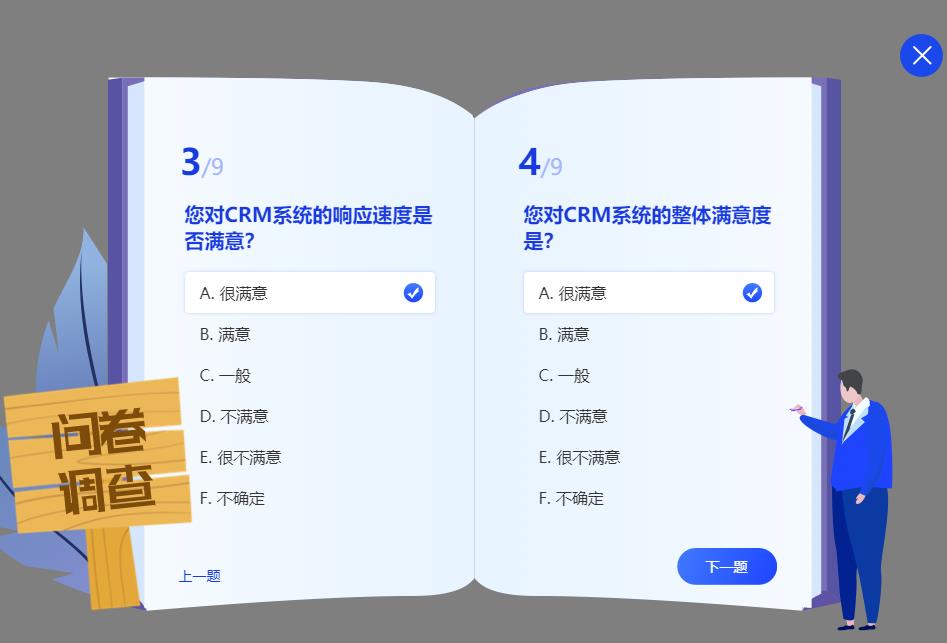 3/9
您对CRM系统的响应速度是
否满意?
A. 很满意
B. 满意
C. 一般
D. 不满意
E. 很不满意
F. 不确定
上一题
4/9
您对CRM系统的整体满意度
是?
A. 很满意
B. 满意
C. 一般
D. 不满意
E. 很不满意
F. 不确定
下一题
问卷
调查